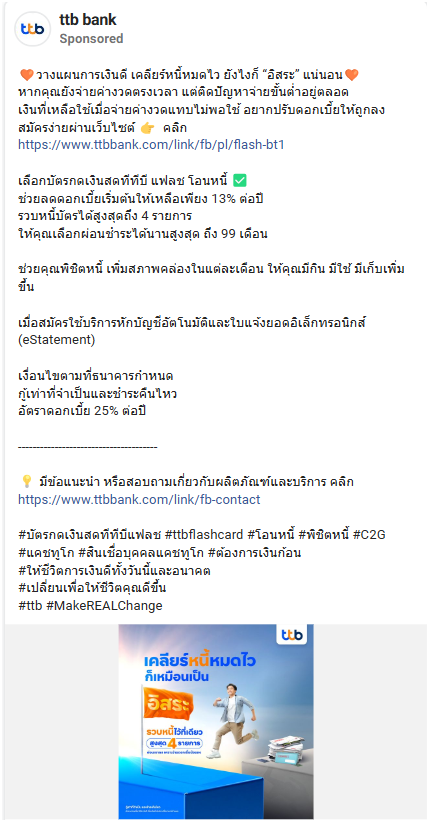 ttb
ttb bank
Sponsored
🧡วางแผนการเงินดี เคลียร์หนี้หมดไว ยังไงก็ “อิสระ” แน่นอน🧡
หากคุณยังจ่ายค่างวดตรงเวลา แต่ติดปัญหาจ่ายขั้นต่ำอยู่ตลอด
เงินที่เหลือใช้เมื่อจ่ายค่างวดแทบไม่พอใช้ อยากปรับดอกเบี้ยให้ถูกลง
สมัครง่ายผ่านเว็บไซต์ 👉 คลิก
https://www.ttbbank.com/link/fb/pl/flash-bt1
เลือกบัตรกดเงินสดทีทีบี แฟลช โอนหนี้ ✅
ช่วยลดดอกเบี้ยเริ่มต้นให้เหลือเพียง 13% ต่อปี
รวบหนี้บัตรได้สูงสุดถึง 4 รายการ
ให้คุณเลือกผ่อนชำระได้นานสูงสุด ถึง 99 เดือน
ช่วยคุณพิชิตหนี้ เพิ่มสภาพคล่องในแต่ละเดือน ให้คุณมีกิน มีใช้ มีเก็บเพิ่ม
ขึ้น
เมื่อสมัครใช้บริการหักบัญชีอัตโนมัติและใบแจ้งยอดอิเล็กทรอนิกส์
(eStatement)
เงื่อนไขตามที่ธนาคารกำหนด
กู้เท่าที่จำเป็นและชำระคืนไหว
อัตราดอกเบี้ย 25% ต่อปี
------------------------------------
💡 มีข้อแนะนำ หรือสอบถามเกี่ยวกับผลิตภัณฑ์และบริการ คลิก
https://www.ttbbank.com/link/fb-contact
#บัตรกดเงินสดทีทีบีแฟลช #ttbflashcard #โอนหนี้ #พิชิตหนี้ #C2G
#แคชทูโก #สินเชื่อบุคคลแคชทูโก #ต้องการเงินก้อน
#ให้ชีวิตการเงินดีทั้งวันนี้และอนาคต
#เปลี่ยนเพื่อให้ชีวิตคุณดีขึ้น
#ttb #MakeREALChange
ttb
เคลียร์หนี้หมดไว
ก็เหมือนเป็น
อิสระ
รวบหนี้ไว้ที่เดียว
สูงสุด 4 รายการ